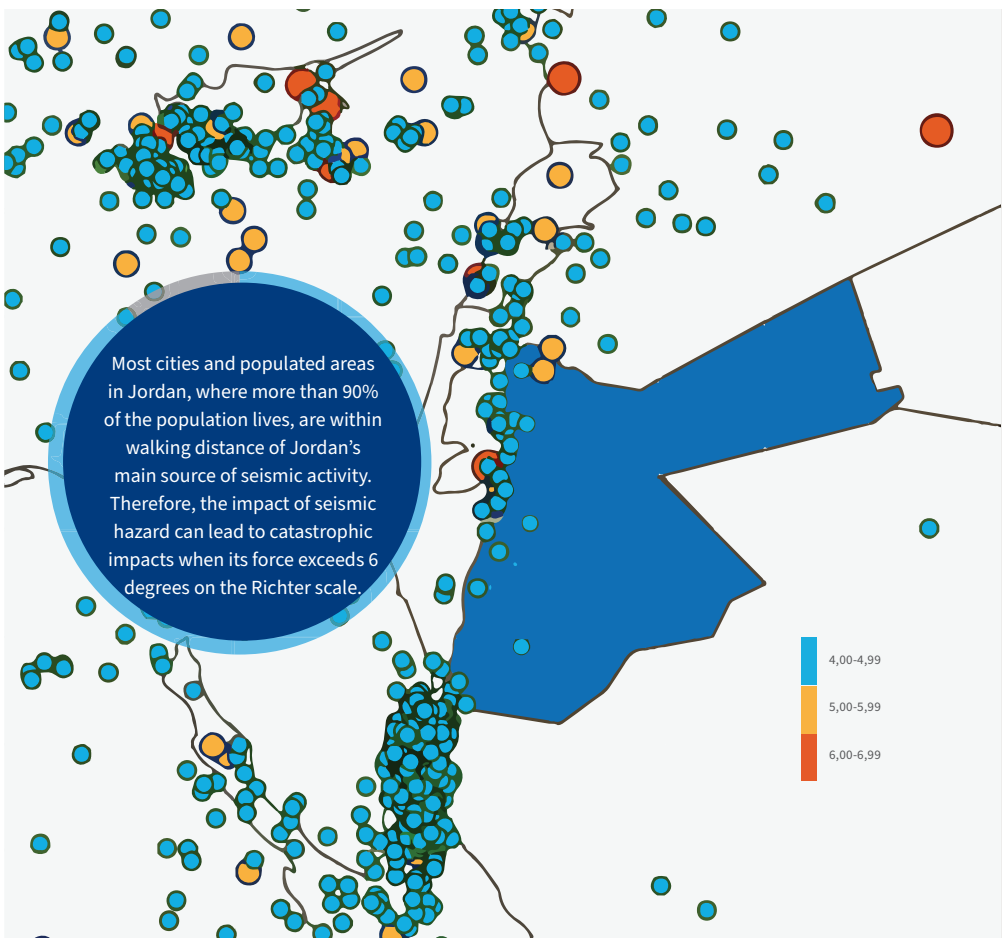 Most cities and populated areas
in Jordan, where more than 90%
of the population lives, are within
walking distance of Jordan’s
main source of seismic activity.
Therefore, the impact of seismic
hazard can lead to catastrophic
impacts when its force exceeds 6
degrees on the Richter scale.
4,00-4,99
5,00-5,99
6,00-6,99